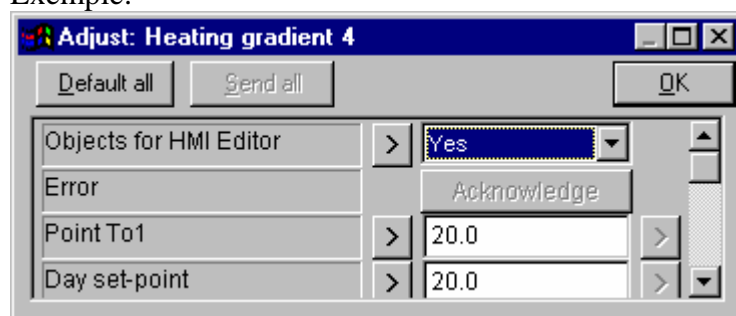 Exemple:
Adjust: Heating gradient 4
Default all Send all OK
Objects for HMI Editor > Yes
Error Acknowledge
Point To1 > 20.0 >
Day set-point > 20.0 >